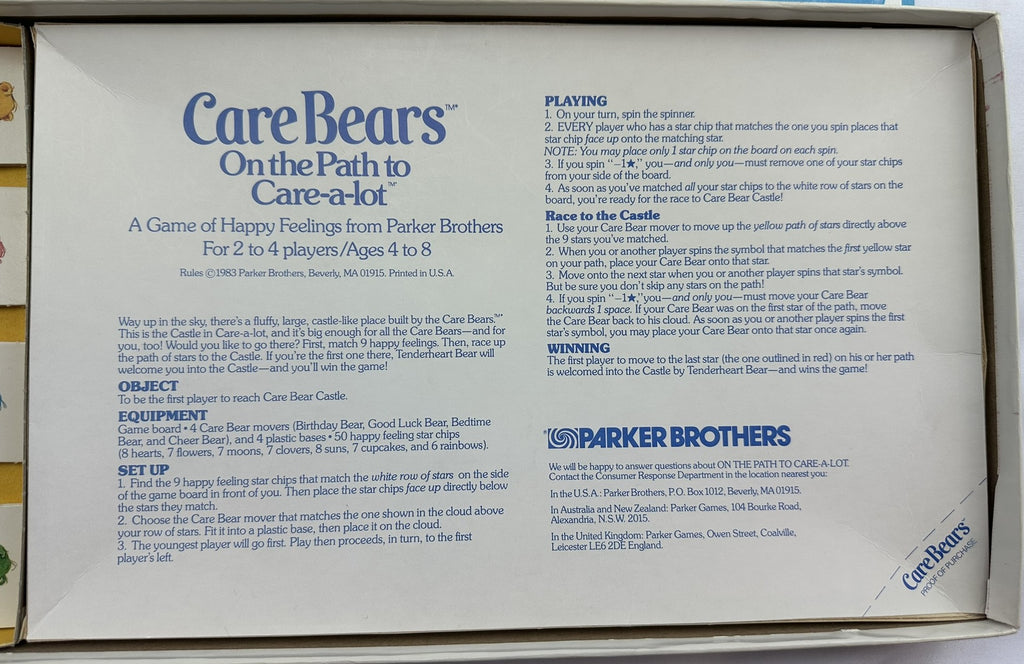 Care Bears™*
On the Path to
Care-a-lot™
A Game of Happy Feelings from Parker Brothers
For 2 to 4 players/Ages 4 to 8
Rules ©1983 Parker Brothers, Beverly, MA 01915. Printed in U.S.A.
Way up in the sky, there's a fluffy, large, castle-like place built by the Care Bears.™*
This is the Castle in Care-a-lot, and it's big enough for all the Care Bears—and for
you, too! Would you like to go there? First, match 9 happy feelings. Then, race up
the path of stars to the Castle. If you're the first one there, Tenderheart Bear will
welcome you into the Castle—and you'll win the game!
OBJECT
To be the first player to reach Care Bear Castle.
EQUIPMENT
Game board • 4 Care Bear movers (Birthday Bear, Good Luck Bear, Bedtime
Bear, and Cheer Bear), and 4 plastic bases • 50 happy feeling star chips
(8 hearts, 7 flowers, 7 moons, 7 clovers, 8 suns, 7 cupcakes, and 6 rainbows).
SET UP
1. Find the 9 happy feeling star chips that match the white row of stars on the side
of the game board in front of you. Then place the star chips face up directly below
the stars they match.
2. Choose the Care Bear mover that matches the one shown in the cloud above
your row of stars. Fit it into a plastic base, then place it on the cloud.
3. The youngest player will go first. Play then proceeds, in turn, to the first
player's left.
PLAYING
1. On your turn, spin the spinner.
2. EVERY player who has a star chip that matches the one you spin places that
star chip face up onto the matching star.
NOTE: You may place only 1 star chip on the board on each spin.
3. If you spin "−1★," you—and only you—must remove one of your star chips
from your side of the board.
4. As soon as you've matched all your star chips to the white row of stars on the
board, you're ready for the race to Care Bear Castle!
Race to the Castle
1. Use your Care Bear mover to move up the yellow path of stars directly above
the 9 stars you've matched.
2. When you or another player spins the symbol that matches the first yellow star
on your path, place your Care Bear onto that star.
3. Move onto the next star when you or another player spins that star's symbol.
But be sure you don't skip any stars on the path!
4. If you spin "−1★," you—and only you—must move your Care Bear
backwards 1 space. If your Care Bear was on the first star of the path, move
the Care Bear back to his cloud. As soon as you or another player spins the first
star's symbol, you may place your Care Bear onto that star once again.
WINNING
The first player to move to the last star (the one outlined in red) on his or her path
is welcomed into the Castle by Tenderheart Bear—and wins the game!
PARKER BROTHERS
We will be happy to answer questions about ON THE PATH TO CARE-A-LOT.
Contact the Consumer Response Department in the location nearest you:
In the U.S.A.: Parker Brothers, P.O. Box 1012, Beverly, MA 01915.
In Australia and New Zealand: Parker Games, 104 Bourke Road,
Alexandria, N.S.W. 2015.
In the United Kingdom: Parker Games, Owen Street, Coalville,
Leicester LE6 2DE England.
Care Bears™*
PROOF OF PURCHASE